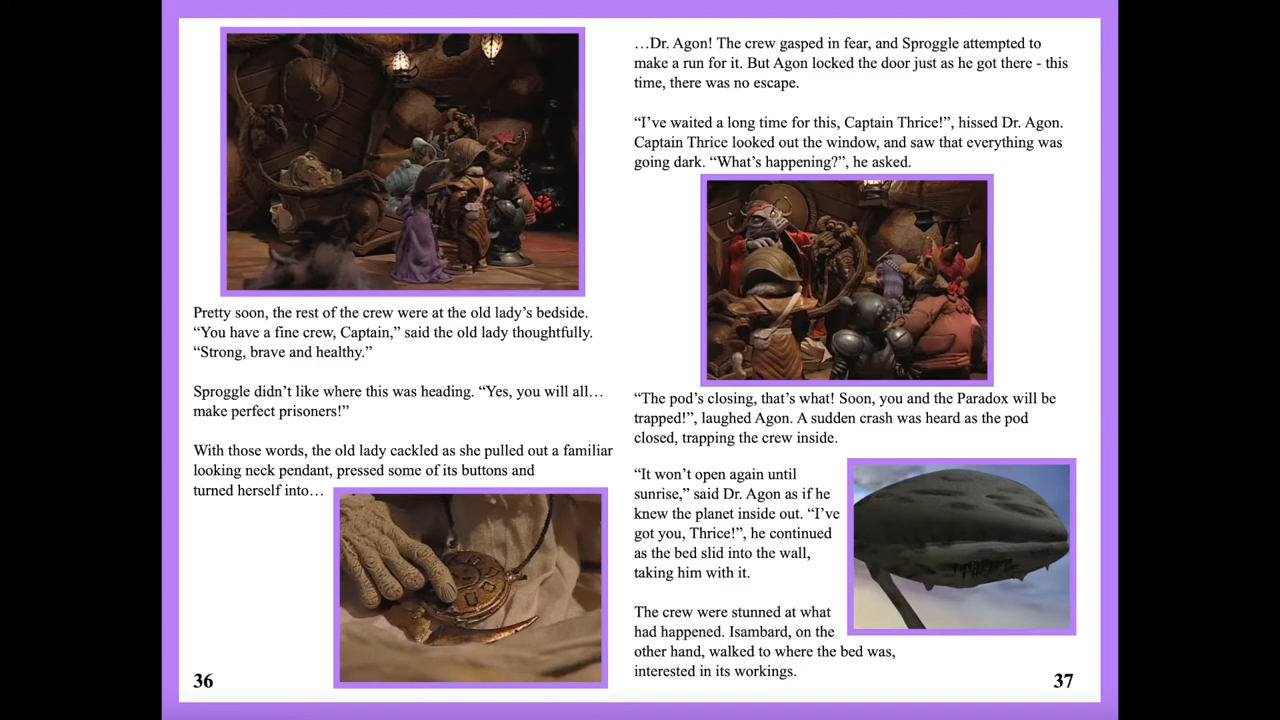 Pretty soon, the rest of the crew were at the old lady’s bedside.
“You have a fine crew, Captain,” said the old lady thoughtfully.
“Strong, brave and healthy.”
Sproggle didn’t like where this was heading. “Yes, you will all…
make perfect prisoners!”
With those words, the old lady cackled as she pulled out a familiar
looking neck pendant, pressed some of its buttons and
turned herself into…
36
…Dr. Agon! The crew gasped in fear, and Sproggle attempted to
make a run for it. But Agon locked the door just as he got there - this
time, there was no escape.
“I’ve waited a long time for this, Captain Thrice!”, hissed Dr. Agon.
Captain Thrice looked out the window, and saw that everything was
going dark. “What’s happening?”, he asked.
“The pod’s closing, that’s what! Soon, you and the Paradox will be
trapped!”, laughed Agon. A sudden crash was heard as the pod
closed, trapping the crew inside.
“It won’t open again until
sunrise,” said Dr. Agon as if he
knew the planet inside out. “I’ve
got you, Thrice!”, he continued
as the bed slid into the wall,
taking him with it.
The crew were stunned at what
had happened. Isambard, on the
other hand, walked to where the bed was,
interested in its workings.
37